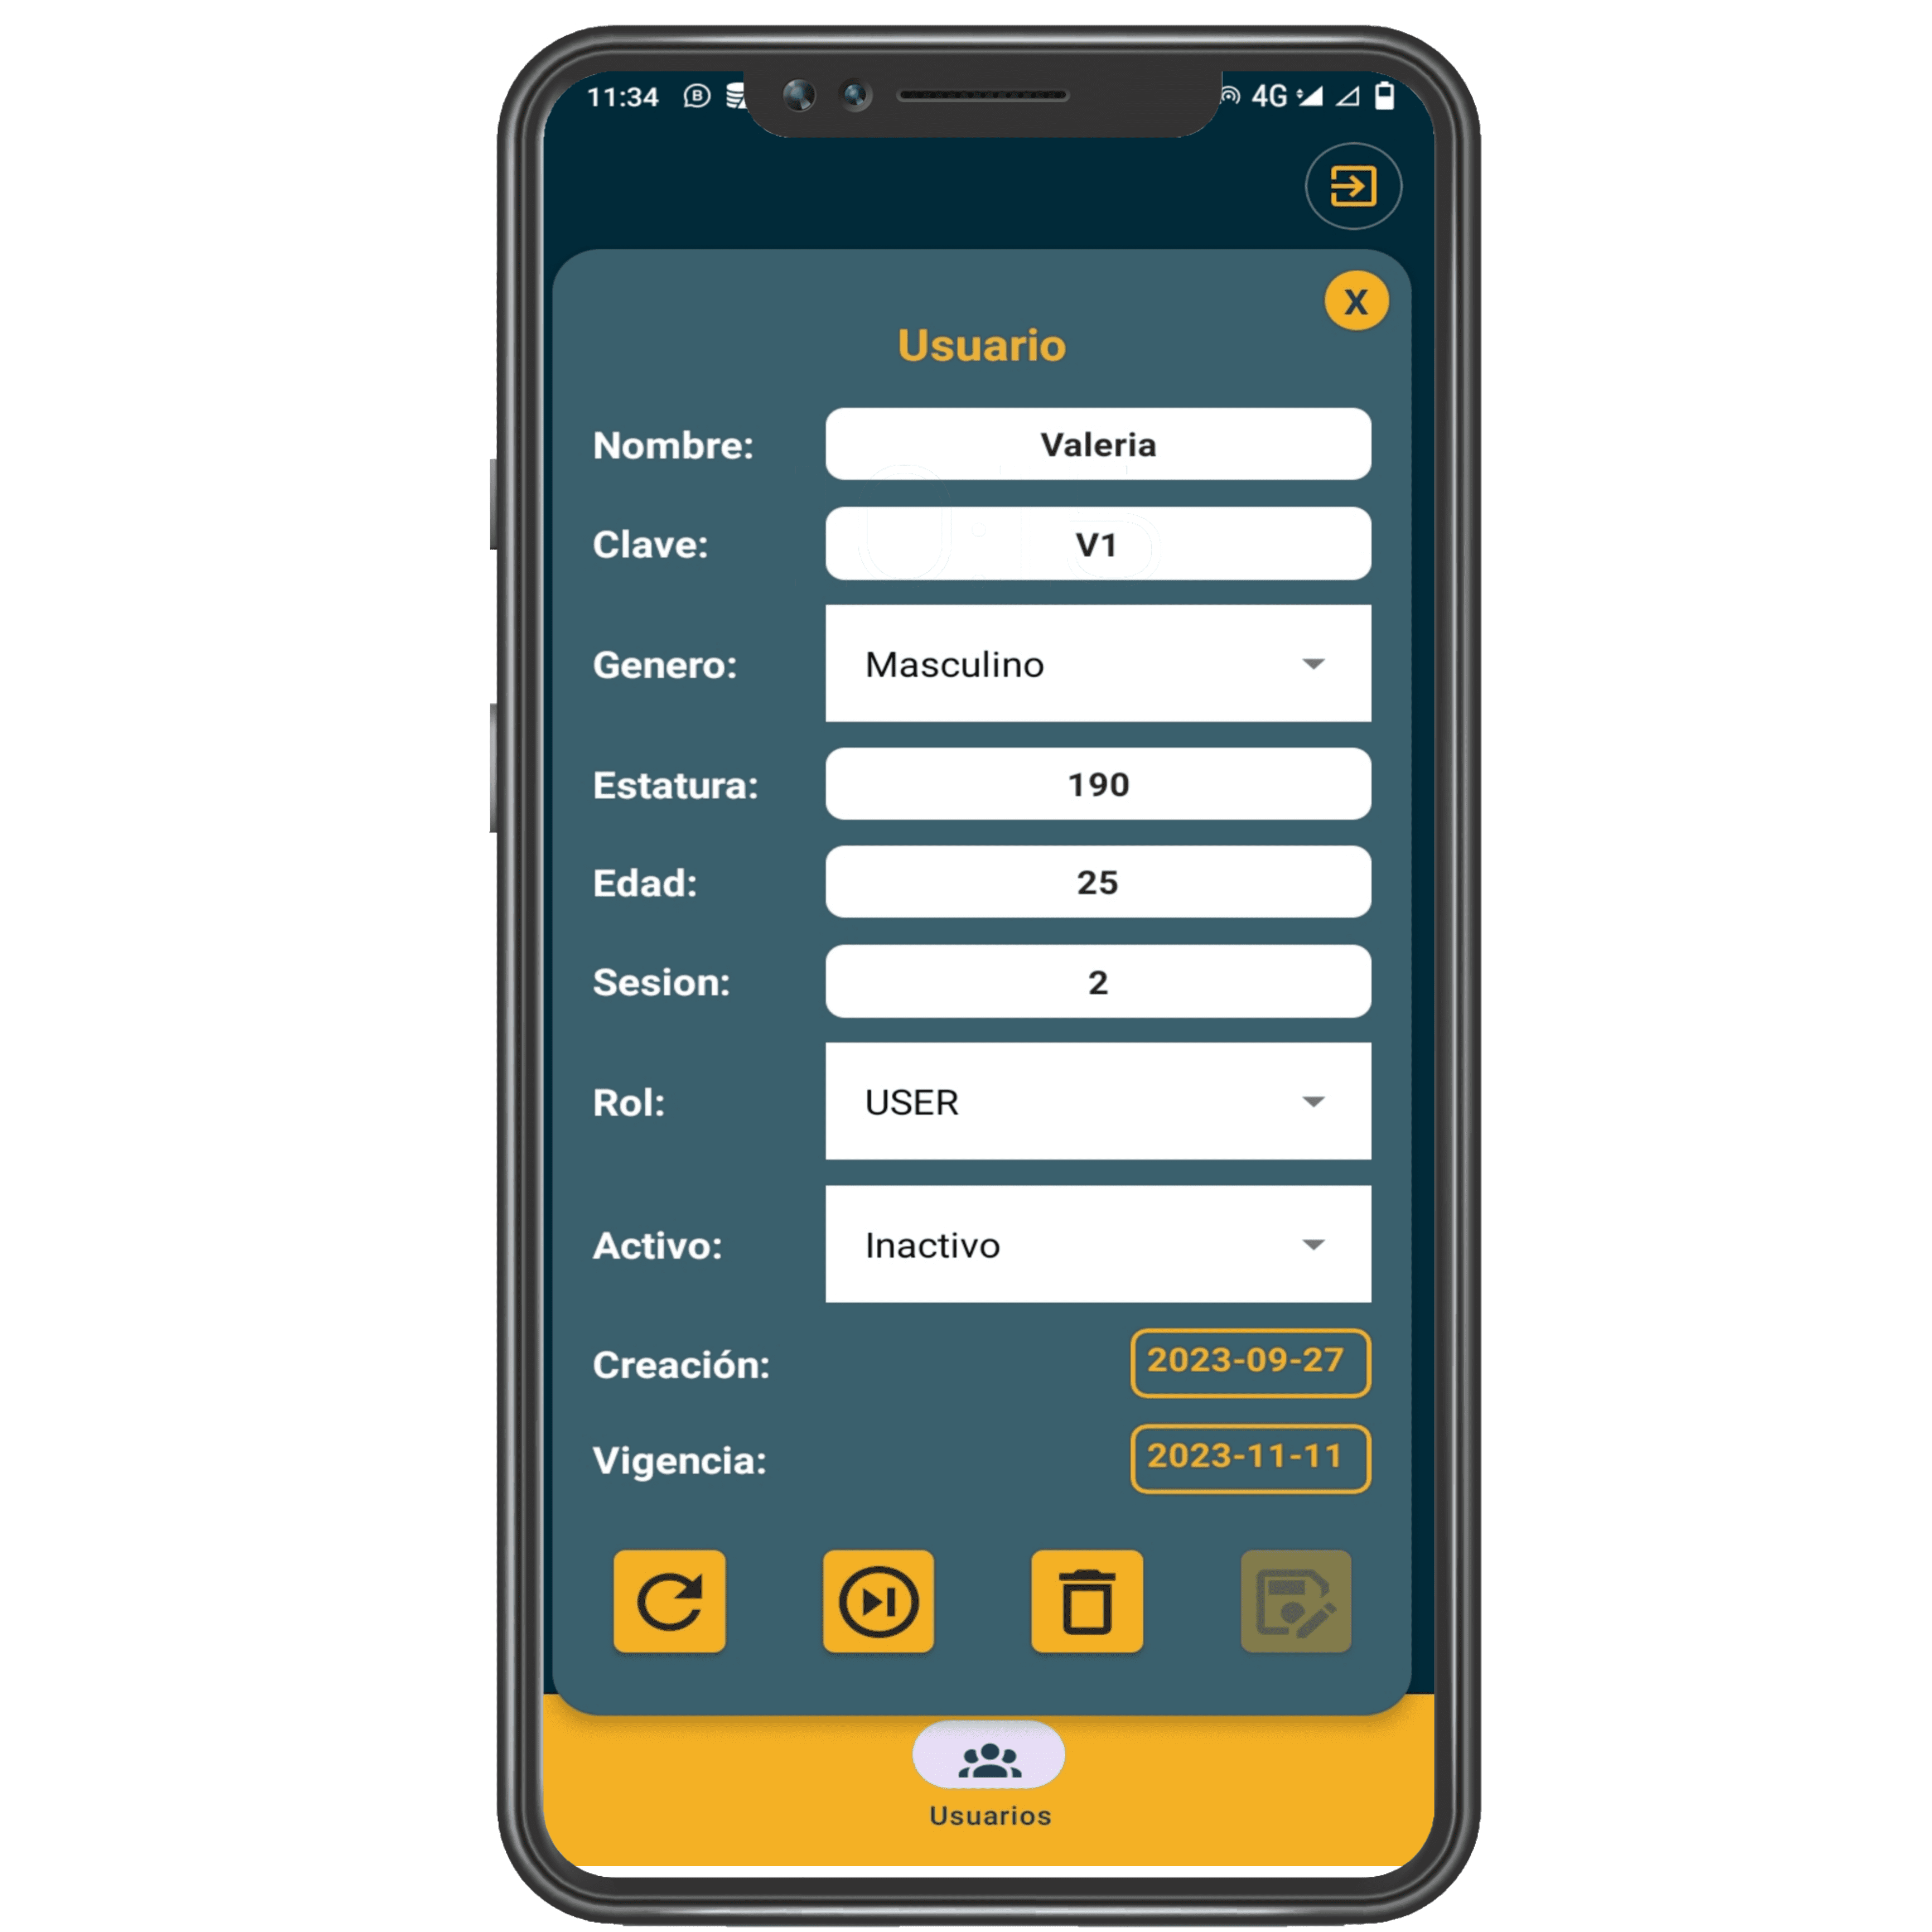 11:34
4G
X
Usuario
Nombre: Valeria
Clave: V1
Genero: Masculino
Estatura: 190
Edad: 25
Sesion: 2
Rol: USER
Activo: Inactivo
Creación: 2023-09-27
Vigencia: 2023-11-11
Usuarios